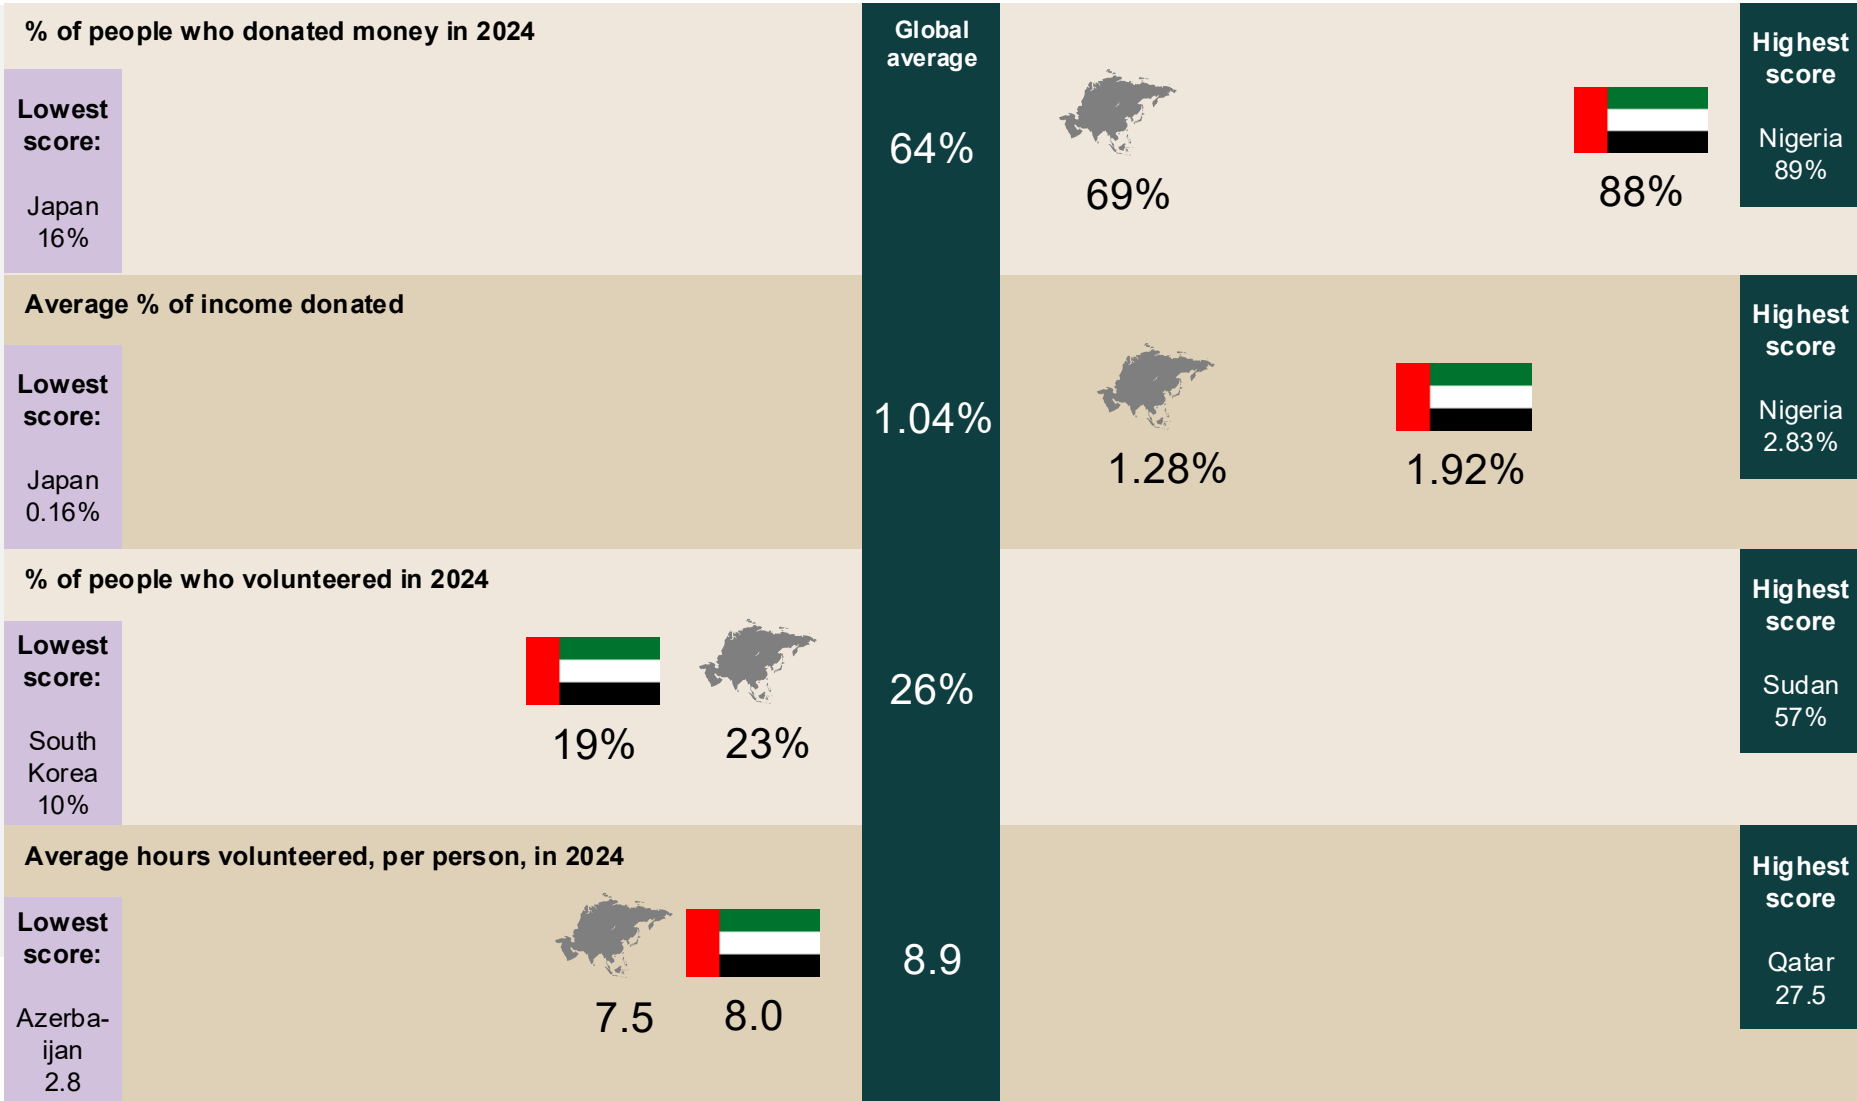 % of people who donated money in 2024
Lowest
score:
Japan
16%
Global
average
64%
69%
88%
Highest
score
Nigeria
89%
Average % of income donated
Lowest
score:
Japan
0.16%
1.04%
1.28%
1.92%
Highest
score
Nigeria
2.83%
% of people who volunteered in 2024
Lowest
score:
South
Korea
10%
19%
23%
26%
Highest
score
Sudan
57%
Average hours volunteered, per person, in 2024
Lowest
score:
Azerba-
ijan
2.8
7.5
8.0
8.9
Highest
score
Qatar
27.5